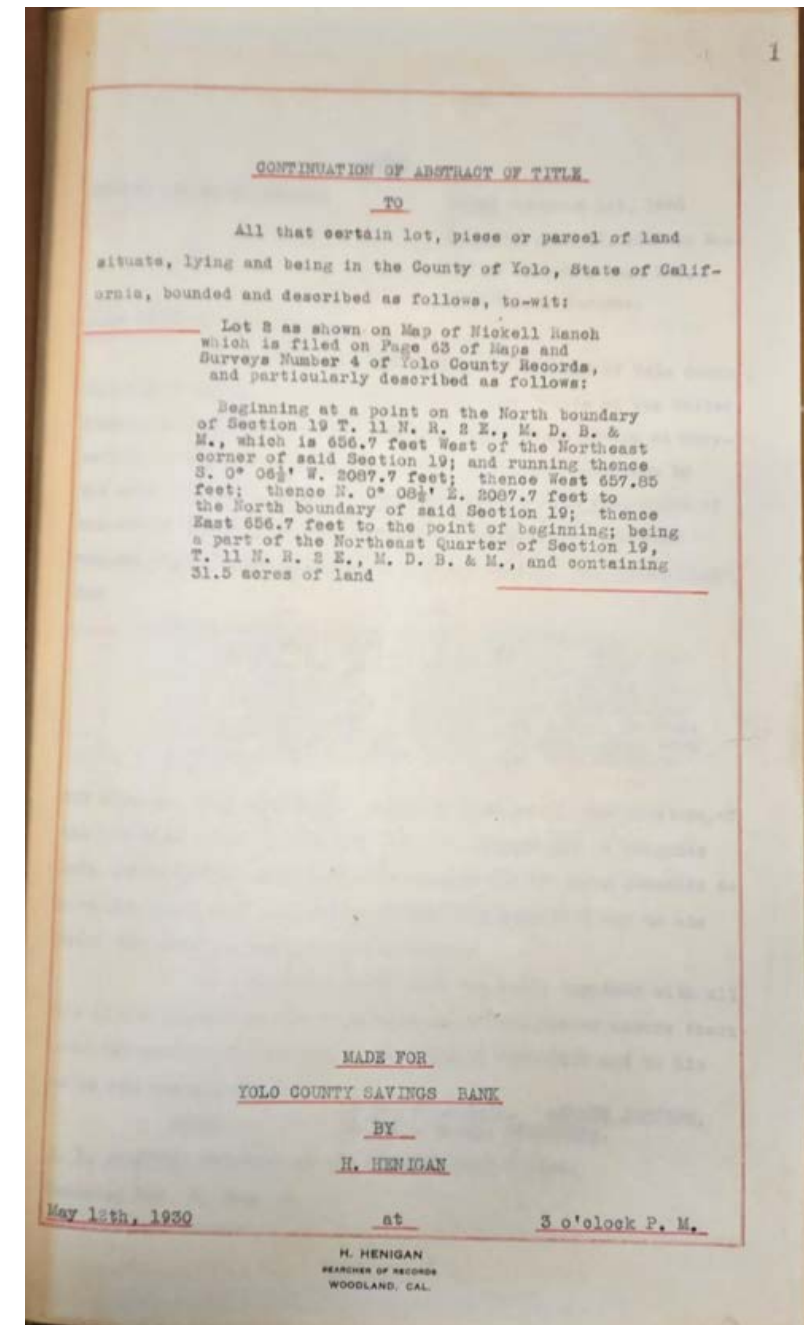 1
CONTINUATION OF ABSTRACT OF TITLE
TO
All that certain lot, piece or parcel of land
situate, lying and being in the County of Yolo, State of Calif-
ornia, bounded and described as follows, to-wit:
Lot 2 as shown on Map of Nickell Ranch
which is filed on Page 63 of Maps and
Surveys Number 4 of Yolo County Records,
and particularly described as follows:
Beginning at a point on the North boundary
of Section 19 T. 11 N. R. 2 E., M. D. B. &
M., which is 656.7 feet West of the Northeast
corner of said Section 19; and running thence
S. 0° 06½' W. 2087.7 feet; thence West 657.85
feet; thence N. 0° 08½' E. 2087.7 feet to
the North boundary of said Section 19; thence
East 656.7 feet to the point of beginning; being
a part of the Northeast Quarter of Section 19,
T. 11 N. R. 2 E., M. D. B. & M., and containing
31.5 acres of land
MADE FOR
YOLO COUNTY SAVINGS BANK
BY
H. HENIGAN
May 12th, 1930 at 3 o'clock P. M.
H. HENIGAN
SEARCHER OF RECORDS
WOODLAND, CAL.